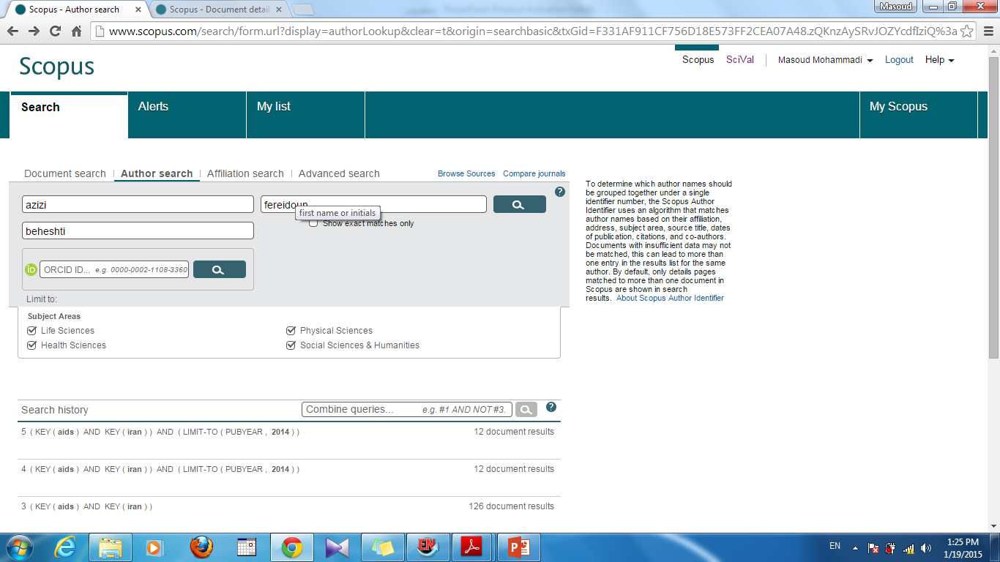 Scopus - Author search
Scopus - Document detail
Masoud
www.scopus.com/search/form.url?display=authorLookup&clear=t&origin=searchbasic&txGid=F331AF911CF756D18E573FF2CEA07A48.zQKnzAySRvJOZYcdfIziQ%3a
Scopus
Scopus SciVal Masoud Mohammadi Logout Help
Search Alerts My list My Scopus
Document search Author search Affiliation search Advanced search Browse Sources Compare journals
azizi fereidoun
first name or initials
Show exact matches only
beheshti
iD ORCID ID... e.g. 0000-0002-1108-3360
Limit to:
Subject Areas
Life Sciences Physical Sciences
Health Sciences Social Sciences & Humanities
To determine which author names should
be grouped together under a single
identifier number, the Scopus Author
Identifier uses an algorithm that matches
author names based on their affiliation,
address, subject area, source title, dates
of publication, citations, and co-authors.
Documents with insufficient data may not
be matched, this can lead to more than
one entry in the results list for the same
author. By default, only details pages
matched to more than one document in
Scopus are shown in search
results. About Scopus Author Identifier
Search history Combine queries... e.g. #1 AND NOT #3. ?
5 ( KEY ( aids ) AND KEY ( iran ) ) AND ( LIMIT-TO ( PUBYEAR , 2014 ) ) 12 document results
4 ( KEY ( aids ) AND KEY ( iran ) ) AND ( LIMIT-TO ( PUBYEAR , 2014 ) ) 12 document results
3 ( KEY ( aids ) AND KEY ( iran ) ) 126 document results
EN 1:25 PM
1/19/2015